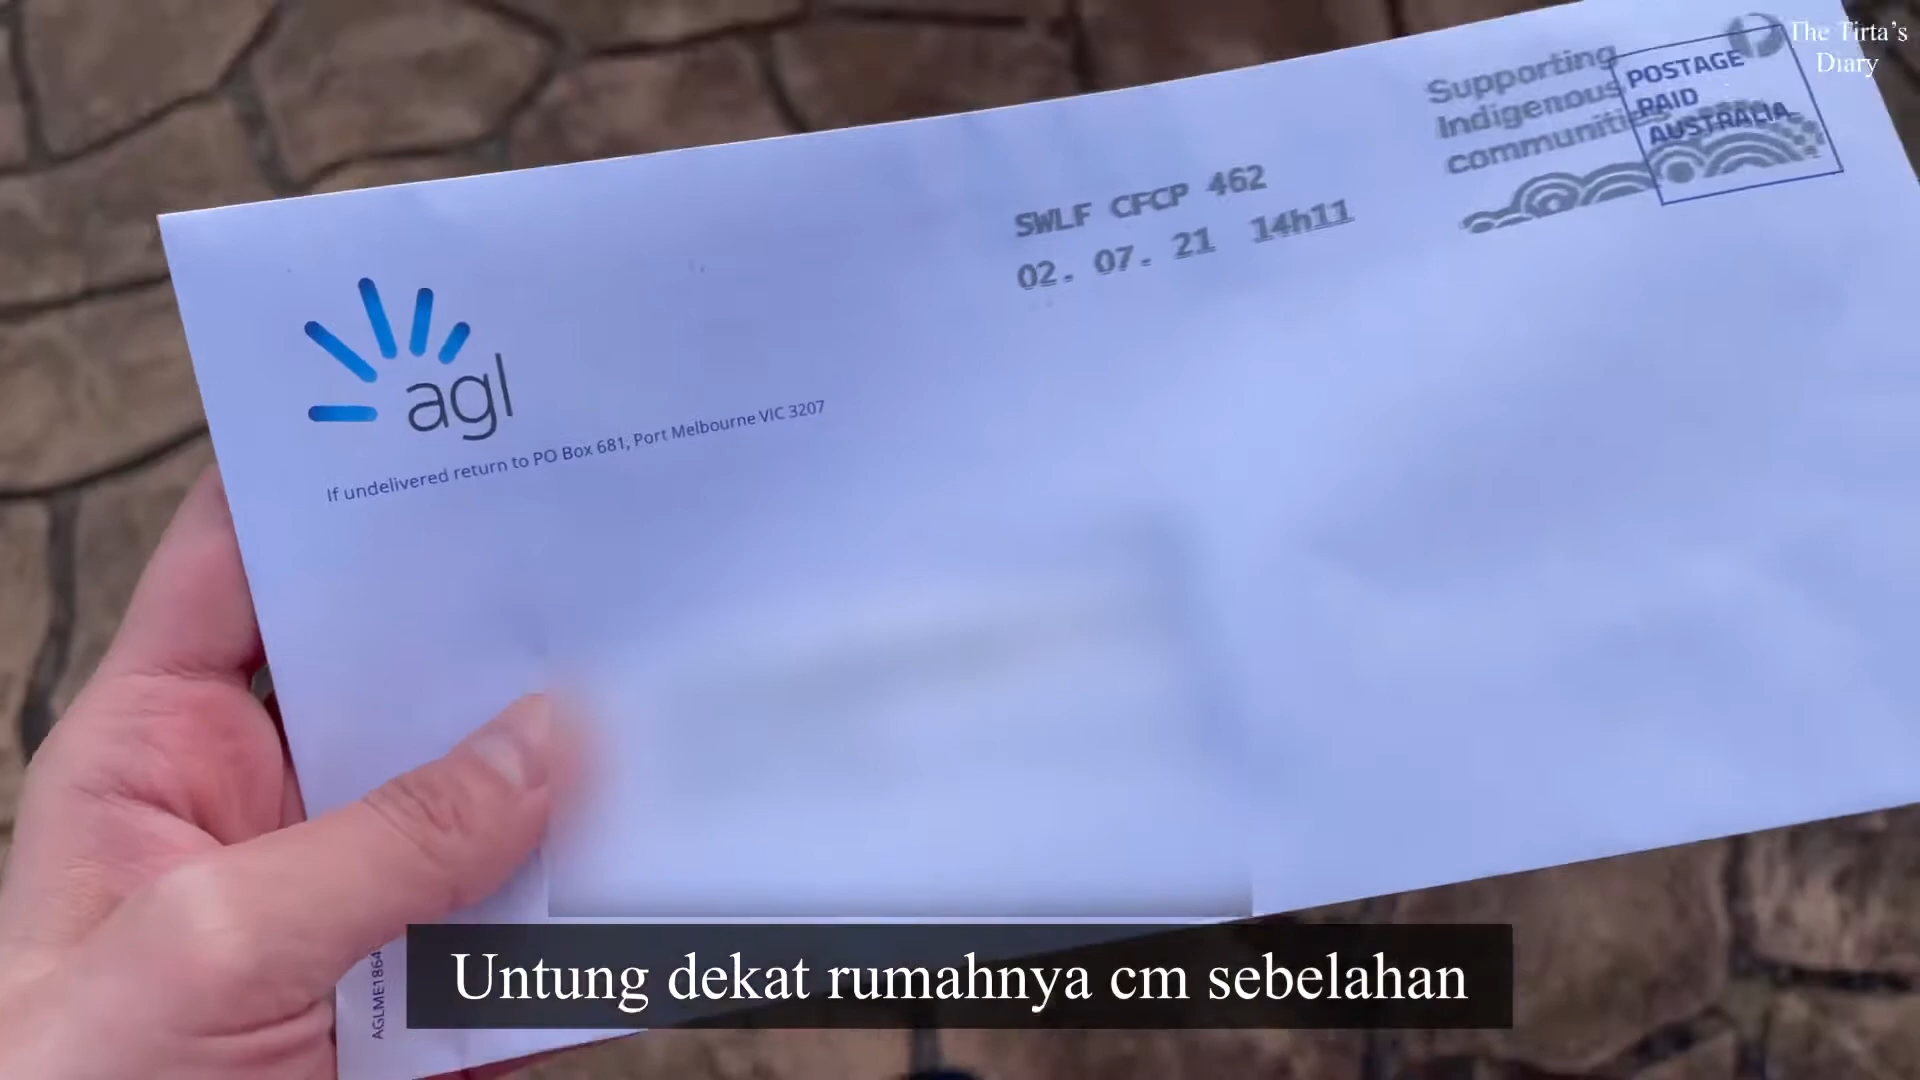 The Tirta's
Diary
Supporting
Indigenous
communities
POSTAGE
PAID
AUSTRALIA
SWLF CFCP 462
02. 07. 21 14h11
agl
If undelivered return to PO Box 681, Port Melbourne VIC 3207
AGLME1864
Untung dekat rumahnya cm sebelahan